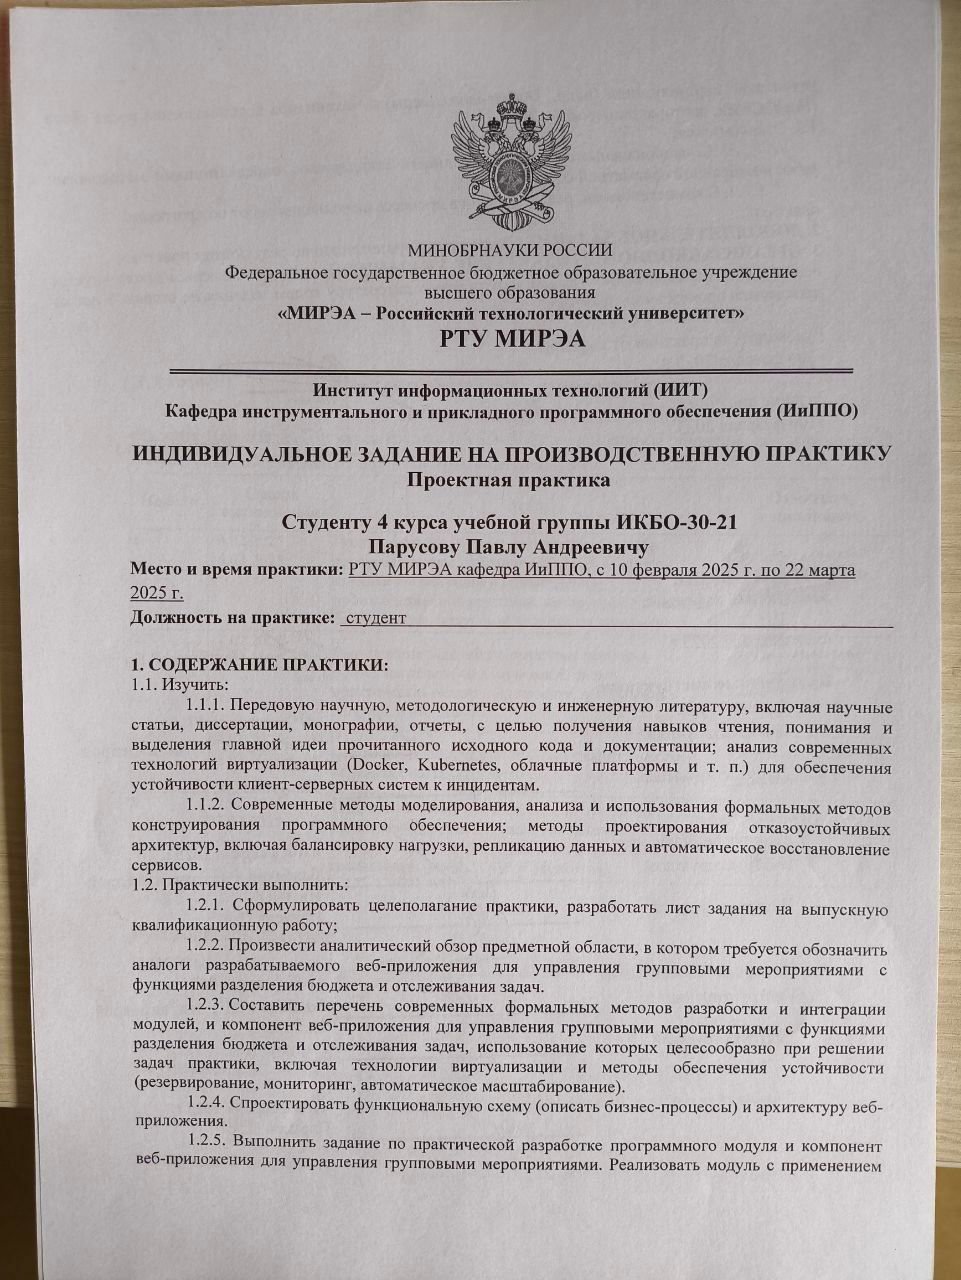 МИНОБРНАУКИ РОССИИ
Федеральное государственное бюджетное образовательное учреждение
высшего образования
«МИРЭА – Российский технологический университет»
РТУ МИРЭА
Институт информационных технологий (ИИТ)
Кафедра инструментального и прикладного программного обеспечения (ИиППО)
ИНДИВИДУАЛЬНОЕ ЗАДАНИЕ НА ПРОИЗВОДСТВЕННУЮ ПРАКТИКУ
Проектная практика
Студенту 4 курса учебной группы ИКБО-30-21
Парусову Павлу Андреевичу
Место и время практики: РТУ МИРЭА кафедра ИиППО, с 10 февраля 2025 г. по 22 марта
2025 г.
Должность на практике: студент
1. СОДЕРЖАНИЕ ПРАКТИКИ:
1.1. Изучить:
1.1.1. Передовую научную, методологическую и инженерную литературу, включая научные
статьи, диссертации, монографии, отчеты, с целью получения навыков чтения, понимания и
выделения главной идеи прочитанного исходного кода и документации; анализ современных
технологий виртуализации (Docker, Kubernetes, облачные платформы и т. п.) для обеспечения
устойчивости клиент-серверных систем к инцидентам.
1.1.2. Современные методы моделирования, анализа и использования формальных методов
конструирования программного обеспечения; методы проектирования отказоустойчивых
архитектур, включая балансировку нагрузки, репликацию данных и автоматическое восстановление
сервисов.
1.2. Практически выполнить:
1.2.1. Сформулировать целеполагание практики, разработать лист задания на выпускную
квалификационную работу;
1.2.2. Произвести аналитический обзор предметной области, в котором требуется обозначить
аналоги разрабатываемого веб-приложения для управления групповыми мероприятиями с
функциями разделения бюджета и отслеживания задач.
1.2.3. Составить перечень современных формальных методов разработки и интеграции
модулей, и компонент веб-приложения для управления групповыми мероприятиями с функциями
разделения бюджета и отслеживания задач, использование которых целесообразно при решении
задач практики, включая технологии виртуализации и методы обеспечения устойчивости
(резервирование, мониторинг, автоматическое масштабирование).
1.2.4. Спроектировать функциональную схему (описать бизнес-процессы) и архитектуру веб-
приложения.
1.2.5. Выполнить задание по практической разработке программного модуля и компонент
веб-приложения для управления групповыми мероприятиями. Реализовать модуль с применением